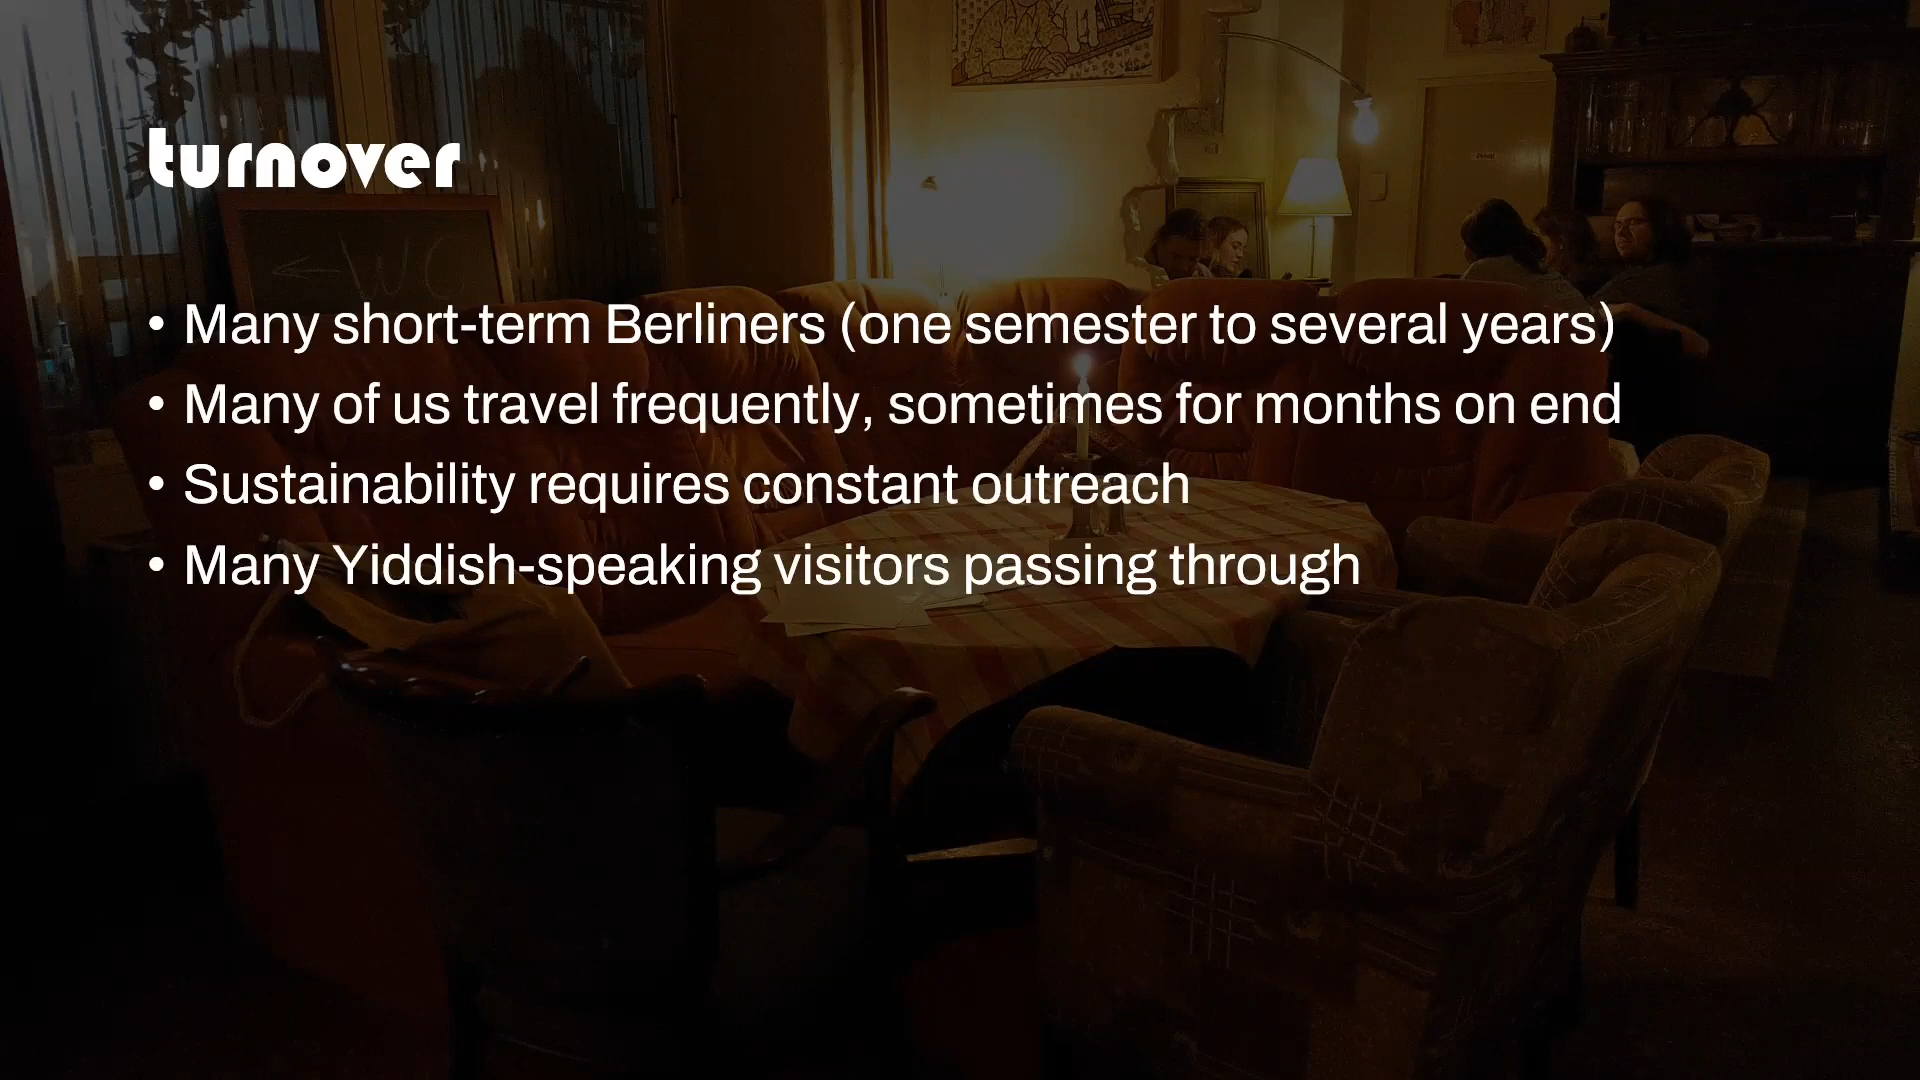 turnover
← WC
• Many short-term Berliners (one semester to several years)
• Many of us travel frequently, sometimes for months on end
• Sustainability requires constant outreach
• Many Yiddish-speaking visitors passing through